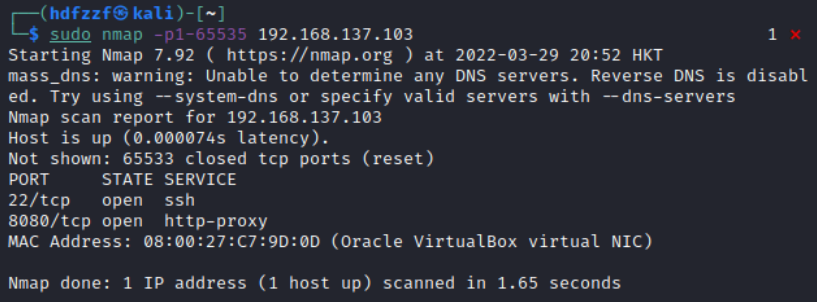 ┌──(hdfzzf㉿kali)-[~]
└─$ sudo nmap -p1-65535 192.168.137.103 1 ✕
Starting Nmap 7.92 ( https://nmap.org ) at 2022-03-29 20:52 HKT
mass_dns: warning: Unable to determine any DNS servers. Reverse DNS is disabl
ed. Try using --system-dns or specify valid servers with --dns-servers
Nmap scan report for 192.168.137.103
Host is up (0.000074s latency).
Not shown: 65533 closed tcp ports (reset)
PORT     STATE SERVICE
22/tcp   open  ssh
8080/tcp open  http-proxy
MAC Address: 08:00:27:C7:9D:0D (Oracle VirtualBox virtual NIC)
Nmap done: 1 IP address (1 host up) scanned in 1.65 seconds